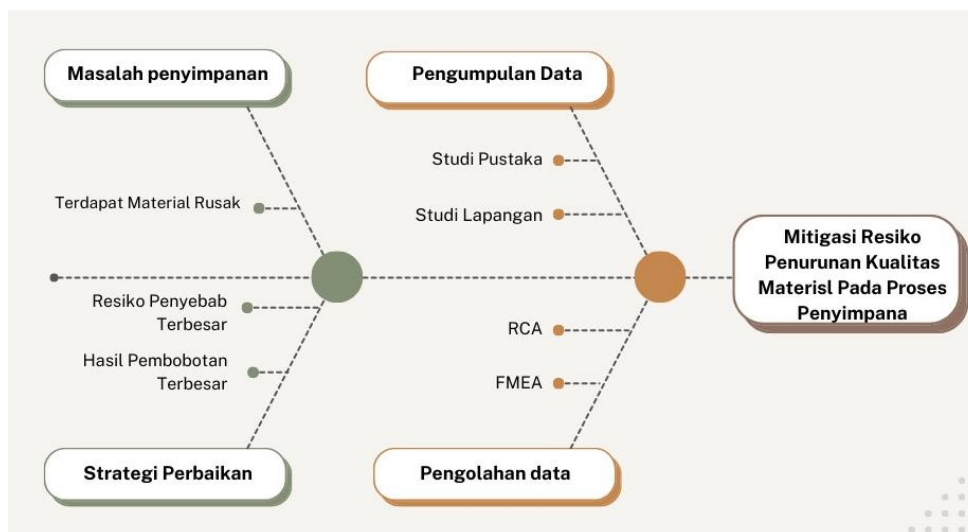 Masalah penyimpanan
Pengumpulan Data
Studi Pustaka
Terdapat Material Rusak
Studi Lapangan
Mitigasi Resiko
Penurunan Kualitas
Materisl Pada Proses
Penyimpana
Resiko Penyebab
Terbesar
RCA
Hasil Pembobotan
Terbesar
FMEA
Strategi Perbaikan
Pengolahan data